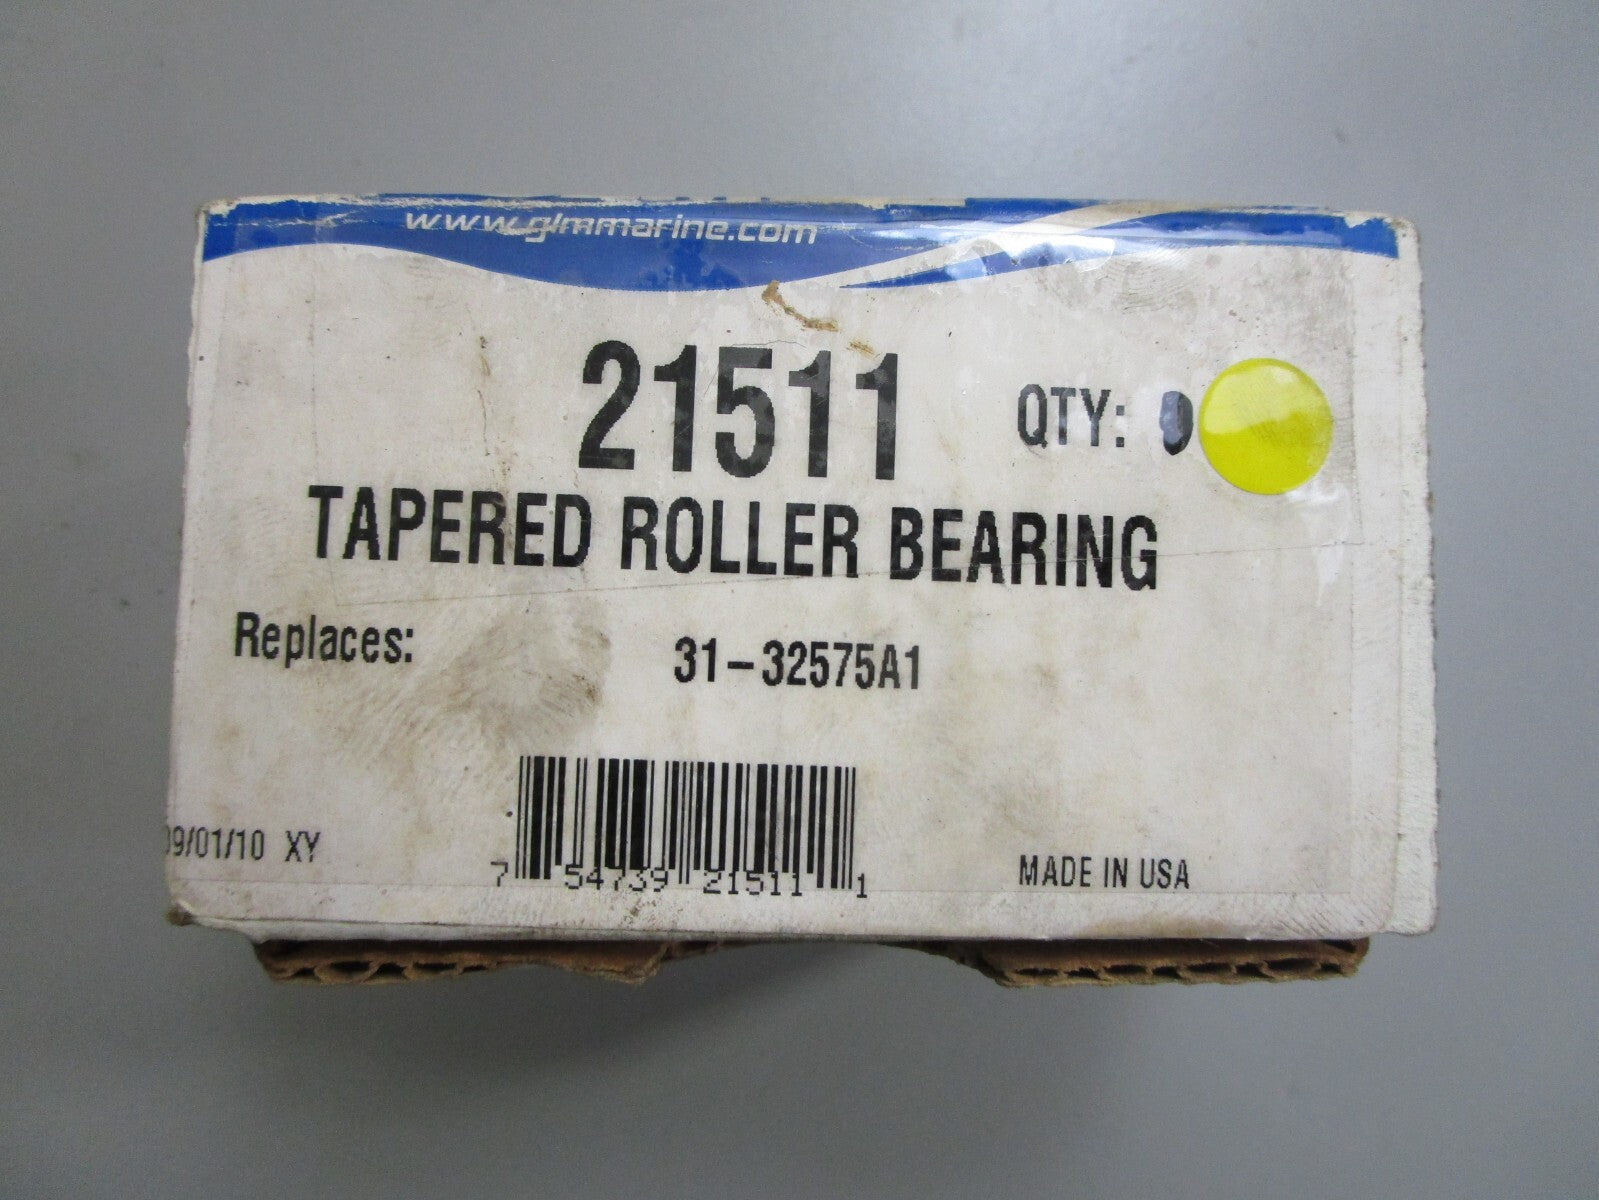 www.glmmarine.com
21511
QTY:
TAPERED ROLLER BEARING
Replaces: 31-32575A1
09/01/10 XY
7 54739 21511 1
MADE IN USA